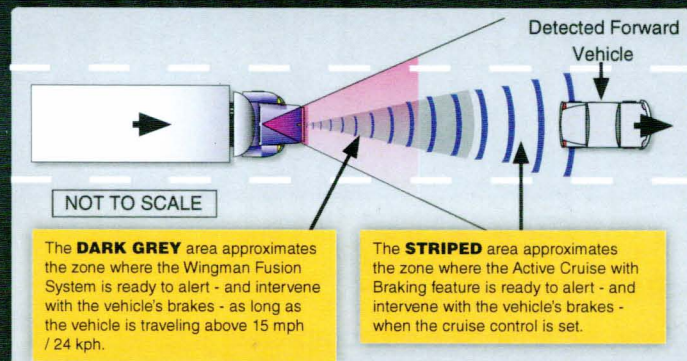 Detected Forward
Vehicle
NOT TO SCALE
The DARK GREY area approximates
the zone where the Wingman Fusion
System is ready to alert - and intervene
with the vehicle's brakes - as long as
the vehicle is traveling above 15 mph
/ 24 kph.
The STRIPED area approximates
the zone where the Active Cruise with
Braking feature is ready to alert - and
intervene with the vehicle's brakes -
when the cruise control is set.